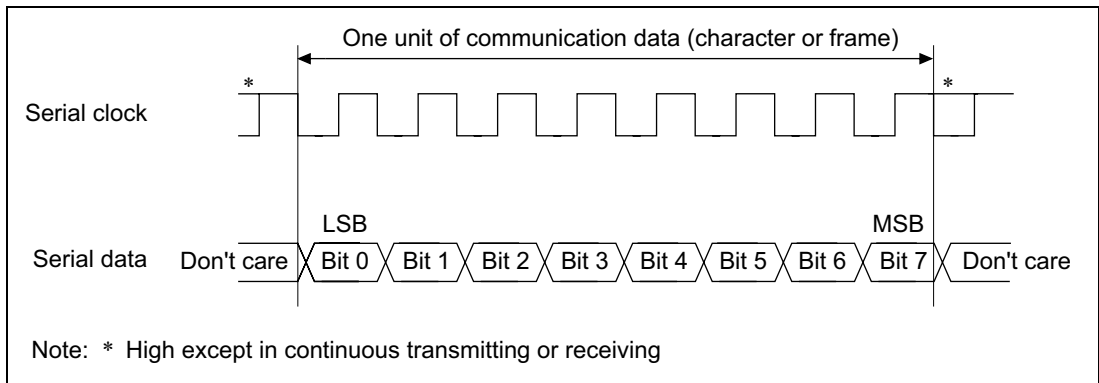 One unit of communication data (character or frame)
* *
Serial clock
LSB MSB
Serial data Don't care Bit 0 Bit 1 Bit 2 Bit 3 Bit 4 Bit 5 Bit 6 Bit 7 Don't care
Note: * High except in continuous transmitting or receiving